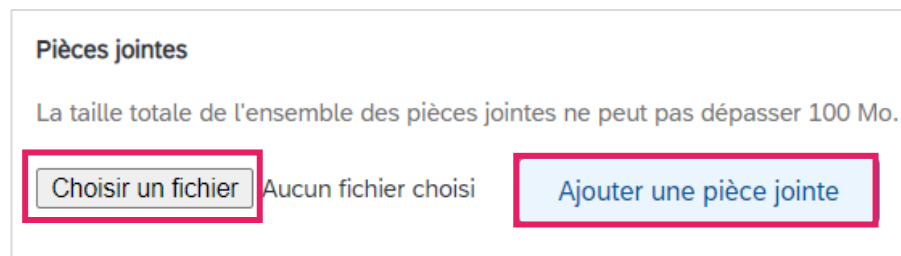 Pièces jointes
La taille totale de l'ensemble des pièces jointes ne peut pas dépasser 100 Mo.
Choisir un fichier Aucun fichier choisi Ajouter une pièce jointe